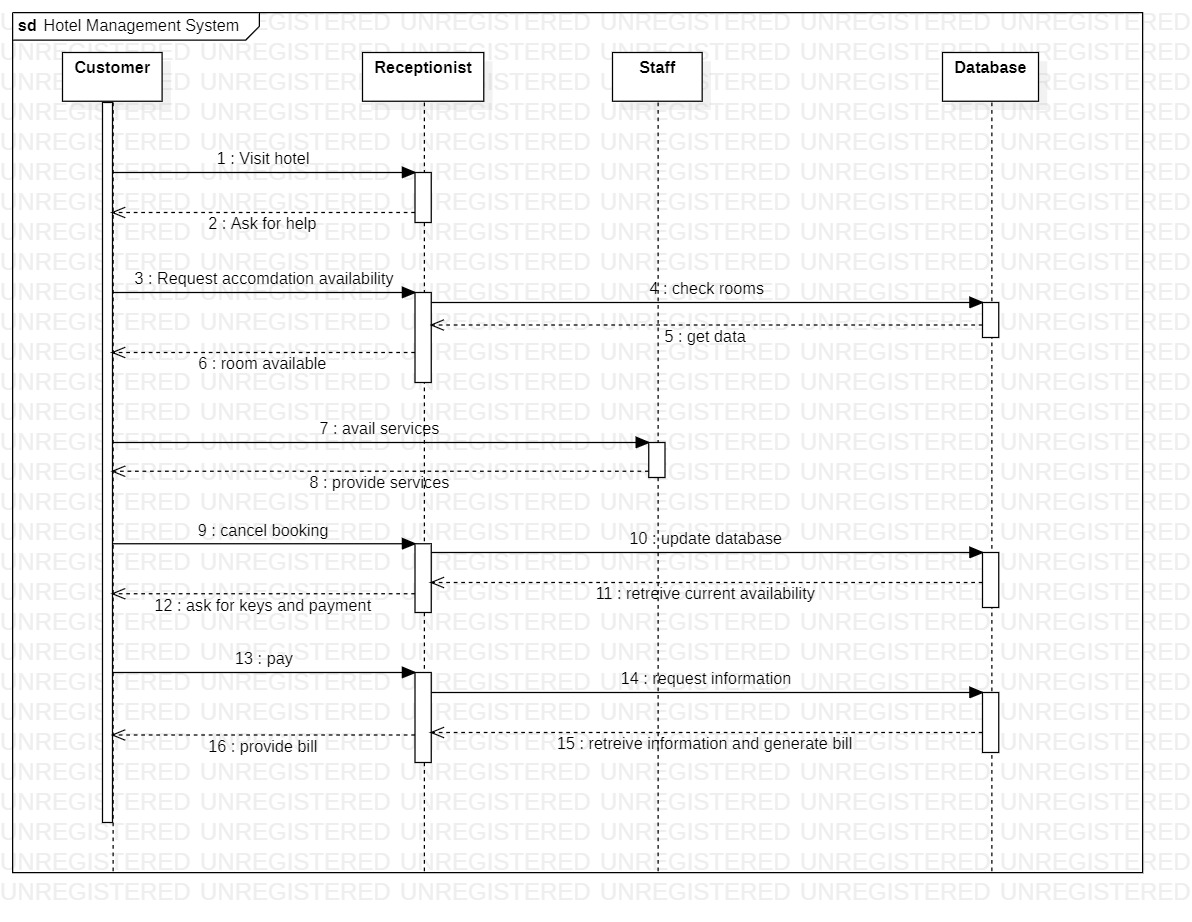 sd Hotel Management System
Customer Receptionist Staff Database
1 : Visit hotel
2 : Ask for help
3 : Request accomdation availability
4 : check rooms
5 : get data
6 : room available
7 : avail services
8 : provide services
9 : cancel booking
10 : update database
11 : retreive current availability
12 : ask for keys and payment
13 : pay
14 : request information
15 : retreive information and generate bill
16 : provide bill
UNREGISTERED